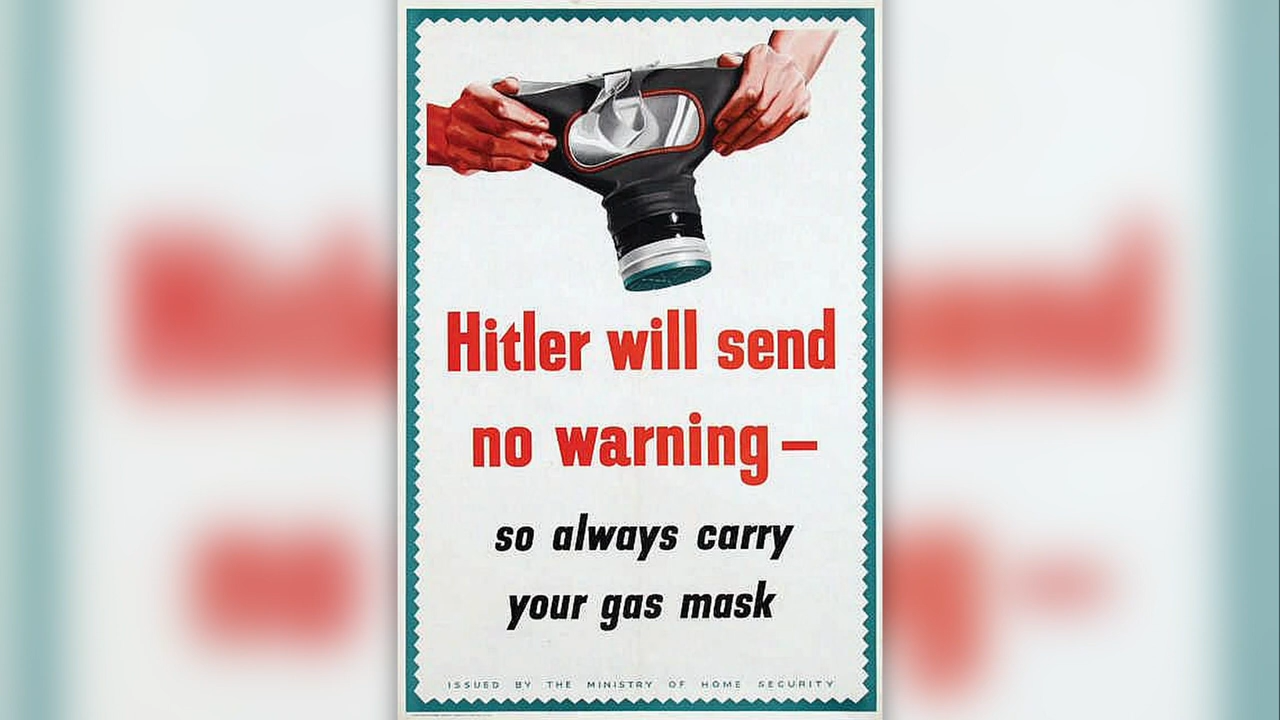 Hitler will send
no warning –
so always carry
your gas mask
ISSUED BY THE MINISTRY OF HOME SECURITY